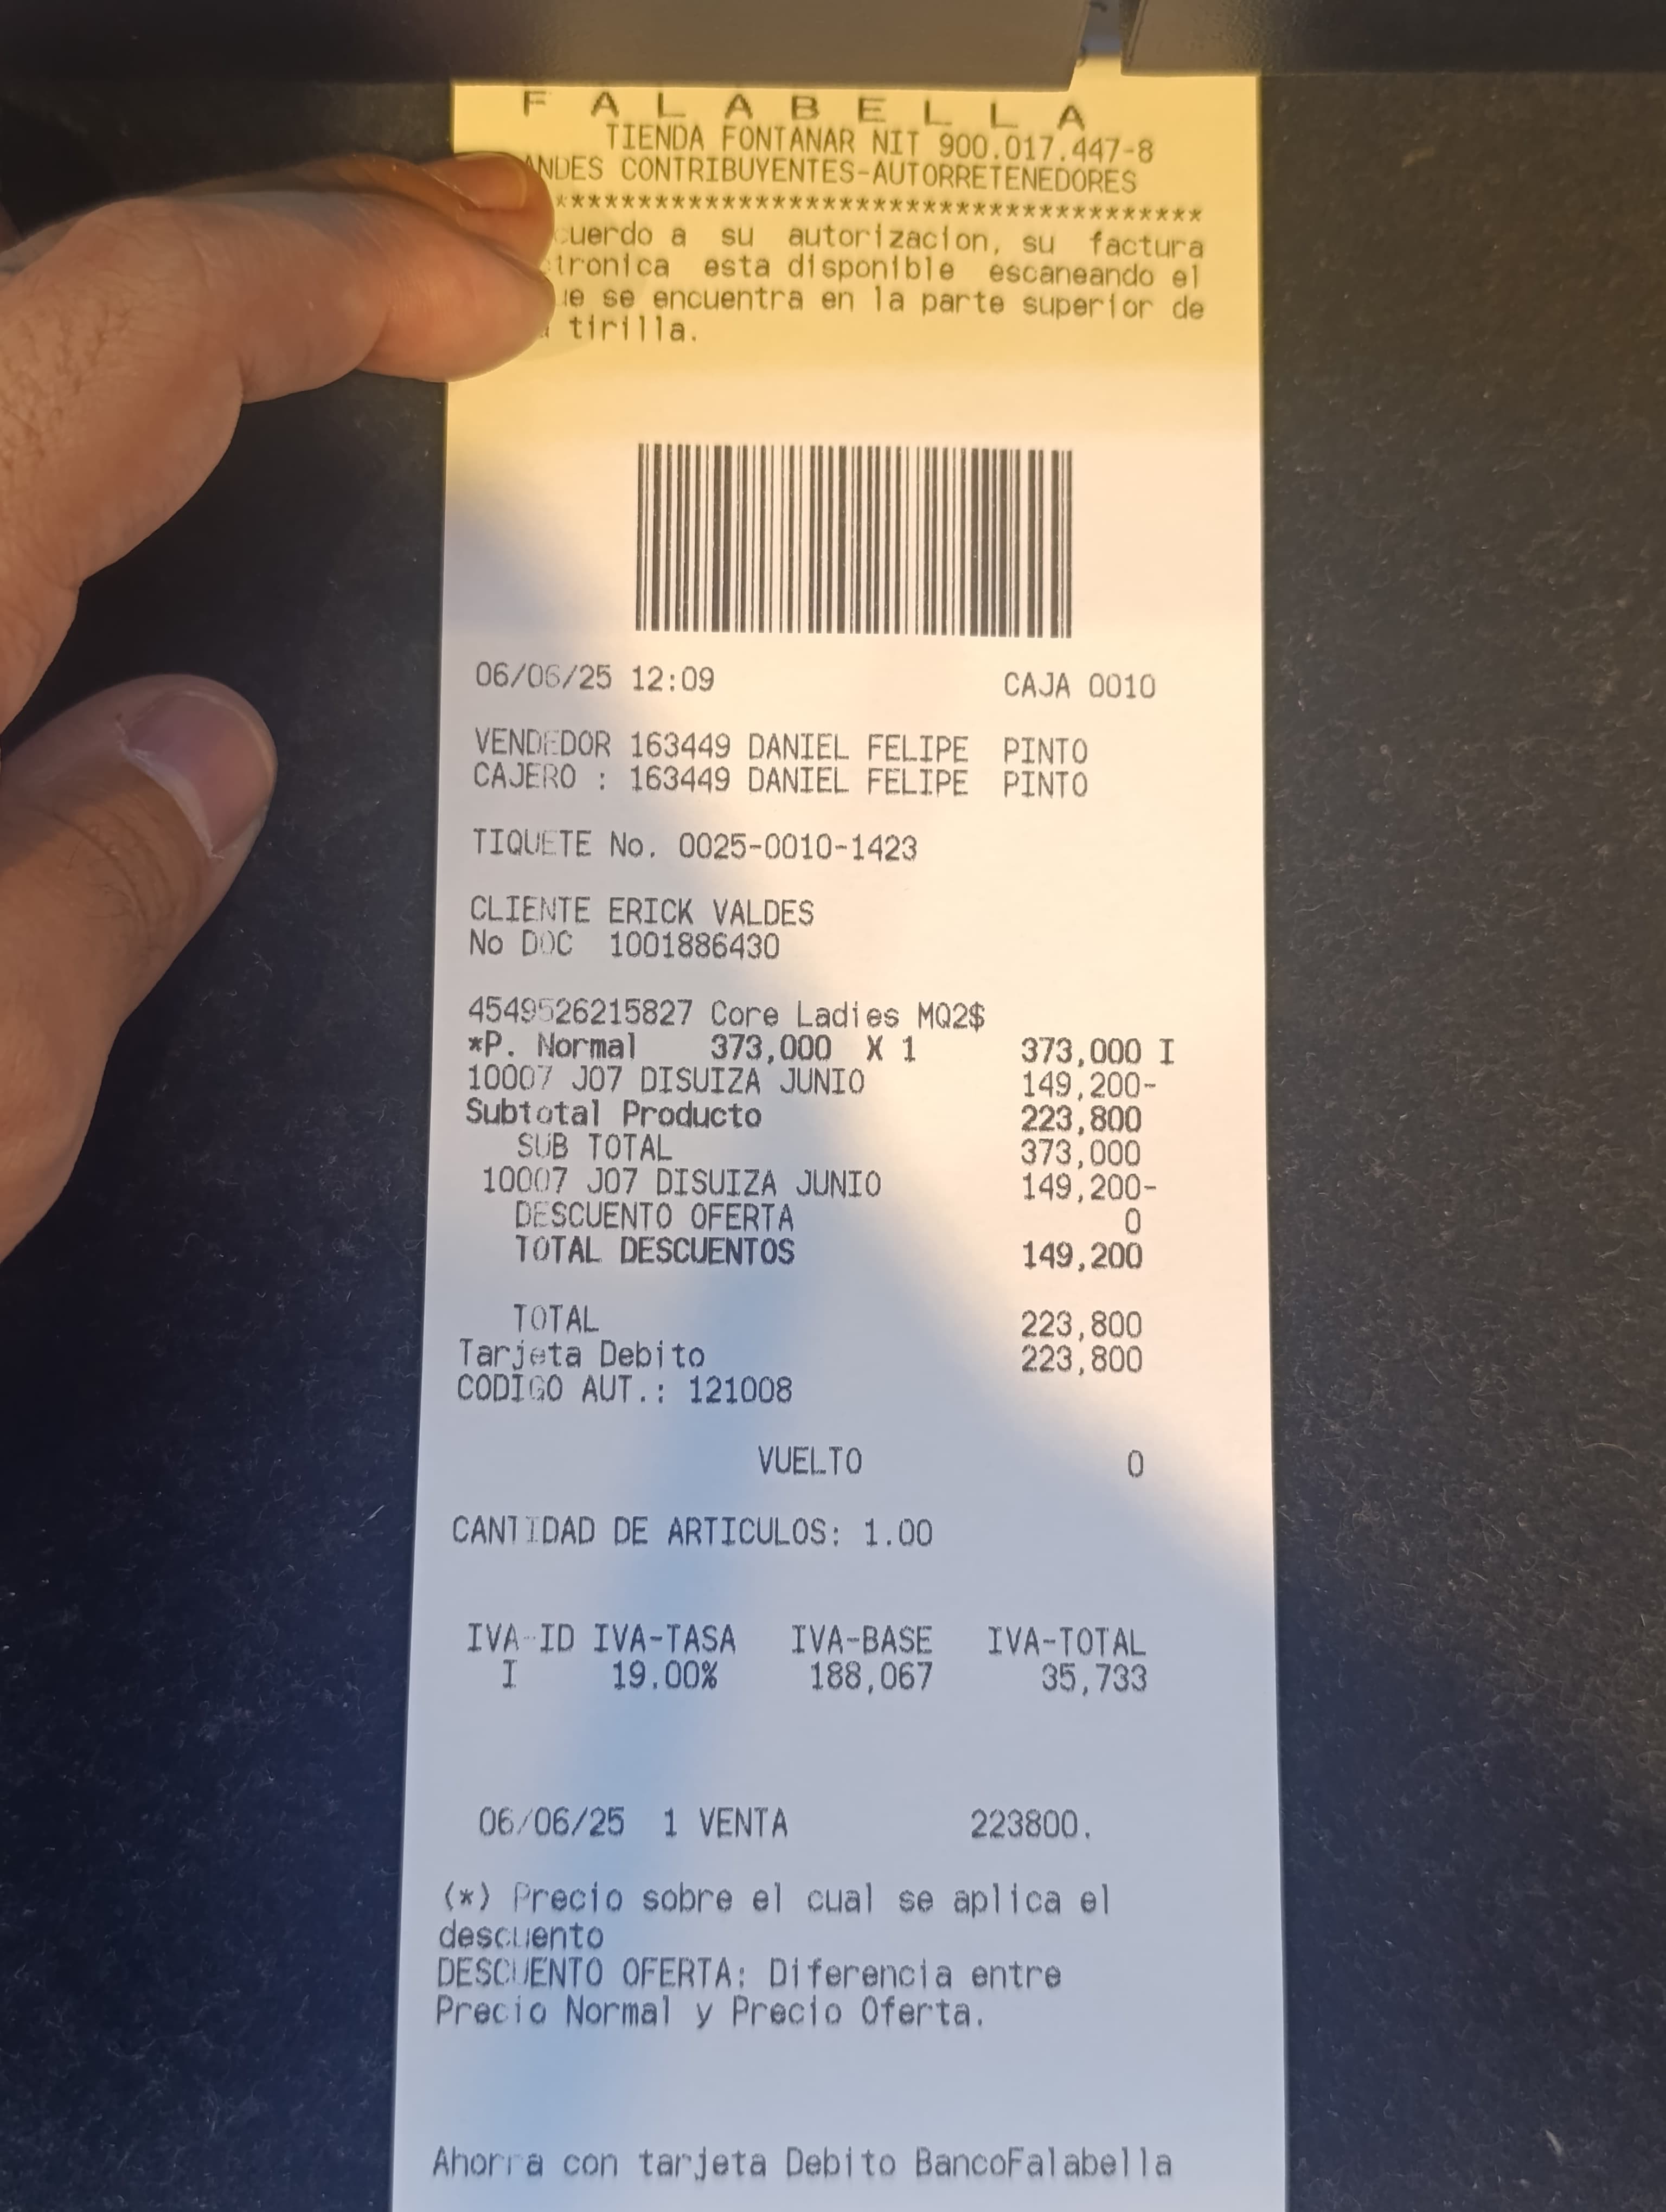 F A L A B E L L A
TIENDA FONTANAR NIT 900.017.447-8
CONTRIBUYENTES-AUTORRETENEDORES
***************************************
a su autorizacion, su factura
esta disponible escaneando el
se encuentra en la parte superior de
tirilla.
06/06/25 12:09 CAJA 0010
VENDEDOR 163449 DANIEL FELIPE PINTO
CAJERO : 163449 DANIEL FELIPE PINTO
TIQUETE No. 0025-0010-1423
CLIENTE ERICK VALDES
No DOC 1001886430
4549526215827 Core Ladies MQ2$
*P. Normal 373,000 X 1 373,000 I
10007 J07 DISUIZA JUNIO 149,200-
Subtotal Producto 223,800
SUB TOTAL 373,000
10007 J07 DISUIZA JUNIO 149,200-
DESCUENTO OFERTA 0
TOTAL DESCUENTOS 149,200
TOTAL 223,800
Tarjeta Debito 223,800
CODIGO AUT.: 121008
VUELTO 0
CANTIDAD DE ARTICULOS: 1.00
IVA-ID IVA-TASA IVA-BASE IVA-TOTAL
I 19.00% 188,067 35,733
06/06/25 1 VENTA 223800.
(*) Precio sobre el cual se aplica el
descuento
DESCUENTO OFERTA: Diferencia entre
Precio Normal y Precio Oferta.
Ahorra con tarjeta Debito BancoFalabella